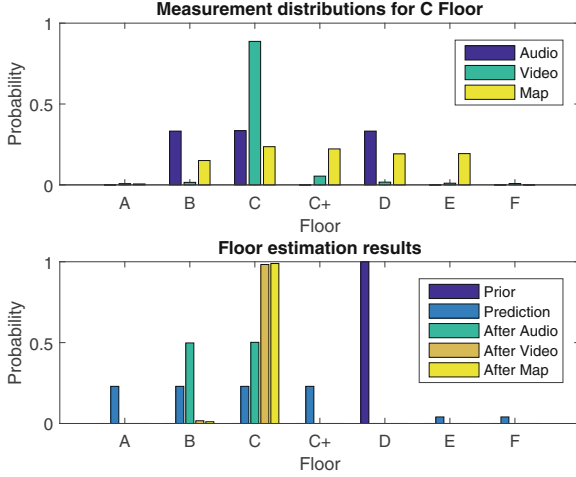 Measurement distributions for C Floor
Probability
1
0.5
0
Audio
Video
Map
A B C C+ D E F
Floor
Floor estimation results
Probability
1
0.5
0
Prior
Prediction
After Audio
After Video
After Map
A B C C+ D E F
Floor